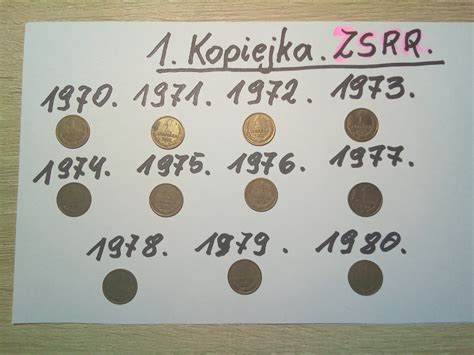 1. Kopiejka. ZSRR.
1970. 1971. 1972. 1973.
1974. 1975. 1976. 1977.
1978. 1979. 1980.